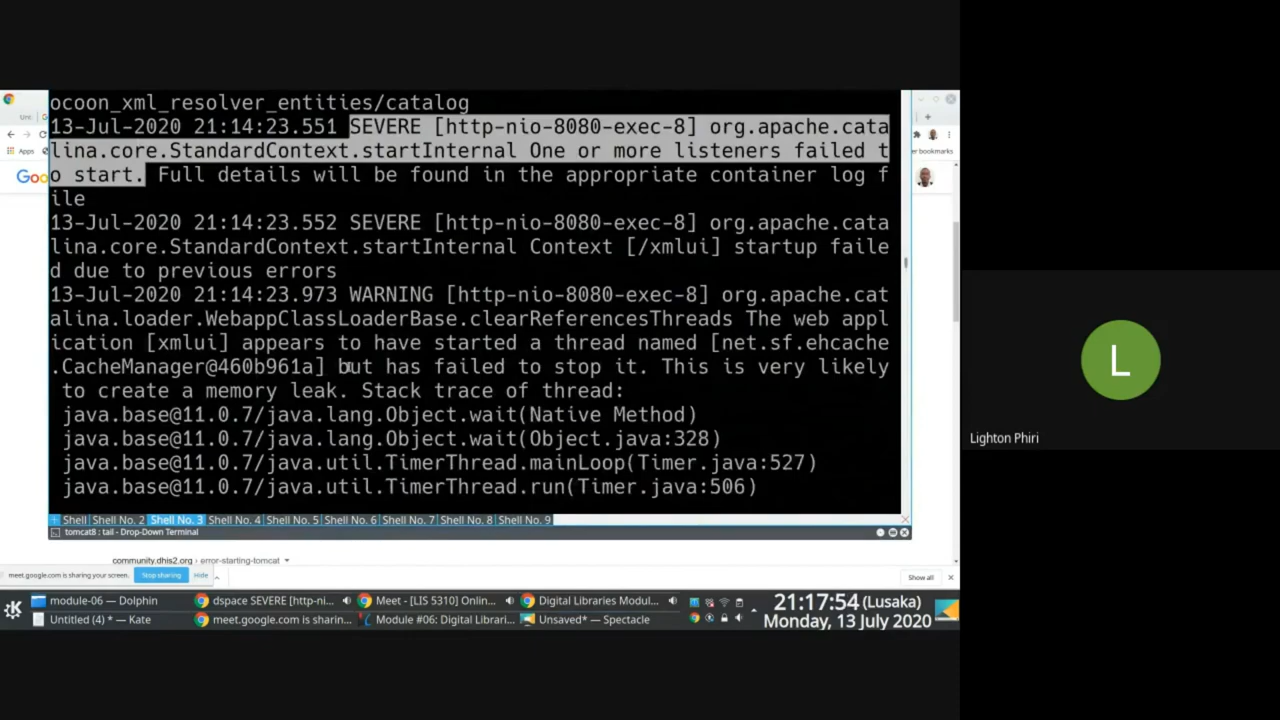 ocoon_xml_resolver_entities/catalog
13-Jul-2020 21:14:23.551 SEVERE [http-nio-8080-exec-8] org.apache.cata
lina.core.StandardContext.startInternal One or more listeners failed t
o start. Full details will be found in the appropriate container log f
ile
13-Jul-2020 21:14:23.552 SEVERE [http-nio-8080-exec-8] org.apache.cata
lina.core.StandardContext.startInternal Context [/xmlui] startup faile
d due to previous errors
13-Jul-2020 21:14:23.973 WARNING [http-nio-8080-exec-8] org.apache.cat
alina.loader.WebappClassLoaderBase.clearReferencesThreads The web appl
ication [xmlui] appears to have started a thread named [net.sf.ehcache
.CacheManager@460b961a] but has failed to stop it. This is very likely
to create a memory leak. Stack trace of thread:
java.base@11.0.7/java.lang.Object.wait(Native Method)
java.base@11.0.7/java.lang.Object.wait(Object.java:328)
java.base@11.0.7/java.util.TimerThread.mainLoop(Timer.java:527)
java.base@11.0.7/java.util.TimerThread.run(Timer.java:506)
Apps
Goo
er bookmarks
Shell Shell No. 2 Shell No. 3 Shell No. 4 Shell No. 5 Shell No. 6 Shell No. 7 Shell No. 8 Shell No. 9
tomcat8 : tail - Drop-Down Terminal
community.dhis2.org › error-starting-tomcat
meet.google.com is sharing your screen. Stop sharing Hide
Show all
module-06 — Dolphin
dspace SEVERE [http-ni...
Meet - [LIS 5310] Onlin...
Digital Libraries Modul...
Untitled (4) * — Kate
meet.google.com is sharin...
Module #06: Digital Librari...
Unsaved* — Spectacle
21:17:54 (Lusaka)
Monday, 13 July 2020
L
Lighton Phiri